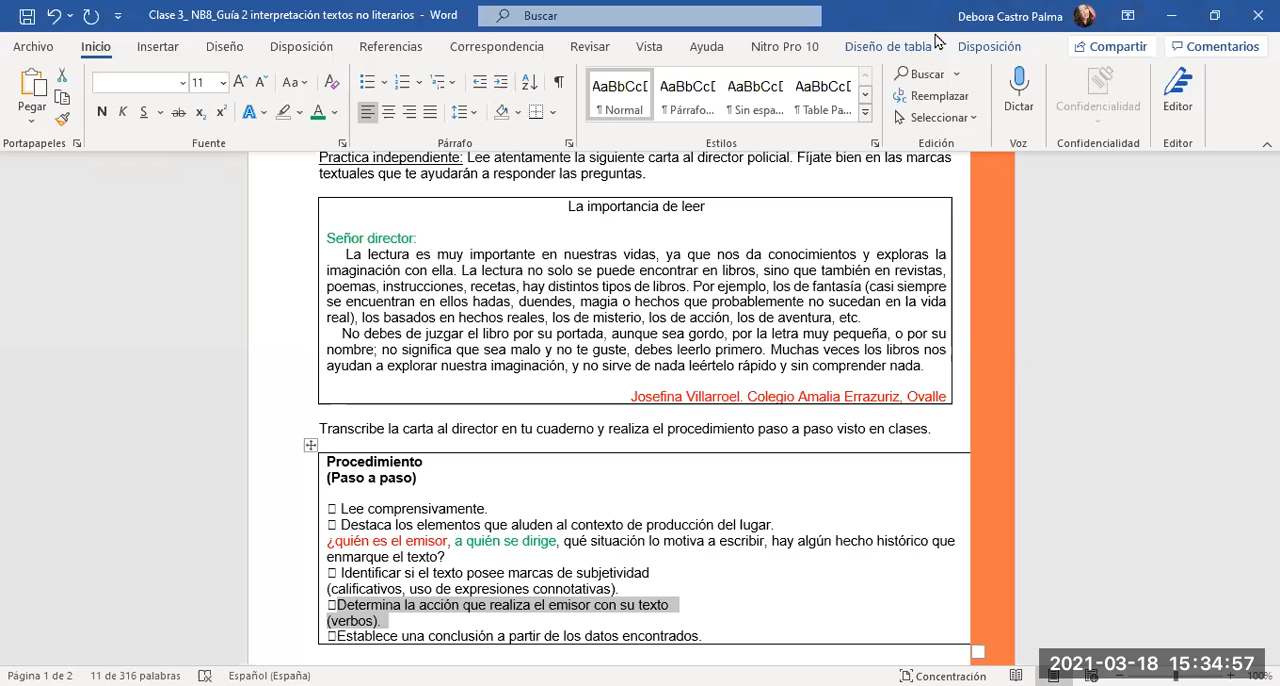 Clase 3_ NB8_Guía 2 interpretación textos no literarios - Word
Buscar
Debora Castro Palma
Archivo Inicio Insertar Diseño Disposición Referencias Correspondencia Revisar Vista Ayuda Nitro Pro 10 Diseño de tabla Disposición Compartir Comentarios
Pegar
11
Aa
N K S ab x₂ x²
A A
AaBbCc[ AaBbC AaBbCc[ AaBbCc[
¶ Normal ¶ Párrafo... ¶ Sin espa... ¶ Table Pa...
Buscar
Reemplazar
Seleccionar
Dictar
Confidencialidad
Editor
Portapapeles Fuente Párrafo Estilos Edición Voz Confidencialidad Editor
Practica independiente: Lee atentamente la siguiente carta al director policial. Fíjate bien en las marcas
textuales que te ayudarán a responder las preguntas.
La importancia de leer
Señor director:
La lectura es muy importante en nuestras vidas, ya que nos da conocimientos y exploras la
imaginación con ella. La lectura no solo se puede encontrar en libros, sino que también en revistas,
poemas, instrucciones, recetas, hay distintos tipos de libros. Por ejemplo, los de fantasía (casi siempre
se encuentran en ellos hadas, duendes, magia o hechos que probablemente no sucedan en la vida
real), los basados en hechos reales, los de misterio, los de acción, los de aventura, etc.
No debes de juzgar el libro por su portada, aunque sea gordo, por la letra muy pequeña, o por su
nombre; no significa que sea malo y no te guste, debes leerlo primero. Muchas veces los libros nos
ayudan a explorar nuestra imaginación, y no sirve de nada leértelo rápido y sin comprender nada.
Josefina Villarroel. Colegio Amalia Errazuriz, Ovalle
Transcribe la carta al director en tu cuaderno y realiza el procedimiento paso a paso visto en clases.
Procedimiento
(Paso a paso)
Lee comprensivamente.
Destaca los elementos que aluden al contexto de producción del lugar.
¿quién es el emisor, a quién se dirige, qué situación lo motiva a escribir, hay algún hecho histórico que
enmarque el texto?
Identificar si el texto posee marcas de subjetividad
(calificativos, uso de expresiones connotativas).
Determina la acción que realiza el emisor con su texto
(verbos).
Establece una conclusión a partir de los datos encontrados.
2021-03-18 15:34:57
Página 1 de 2 11 de 316 palabras Español (España) Concentración 100%